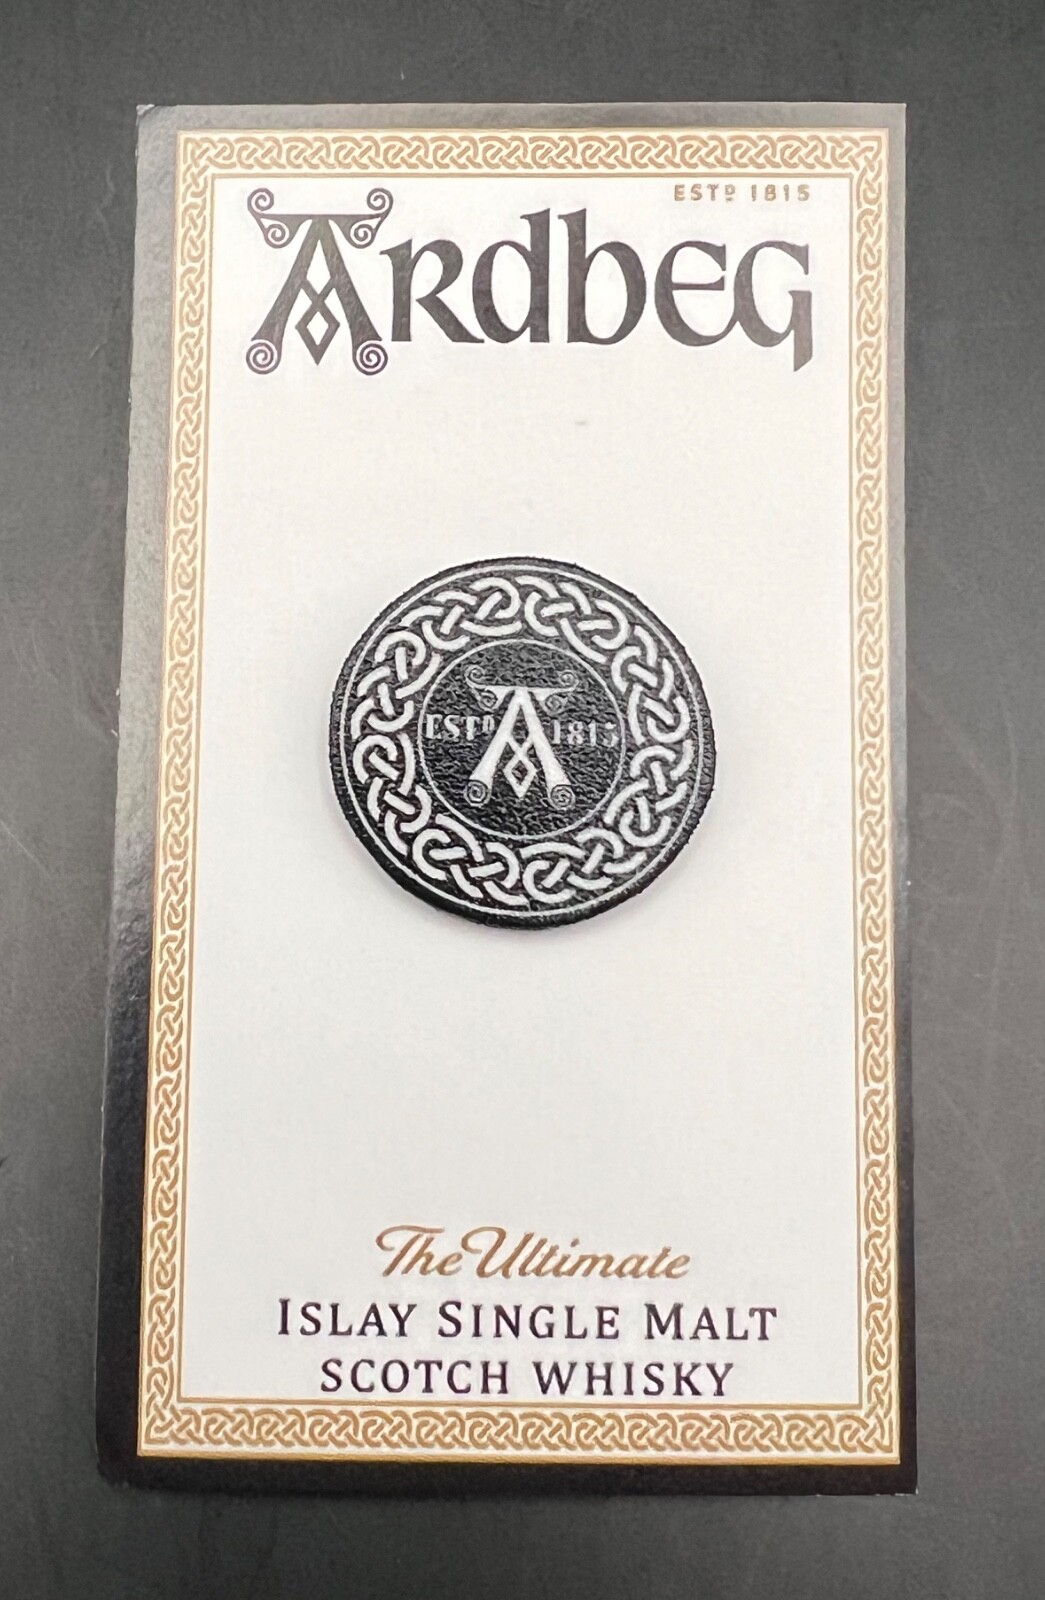 ESTD 1815
ARdbEG
ESTD A 1815
The Ultimate
ISLAY SINGLE MALT
SCOTCH WHISKY